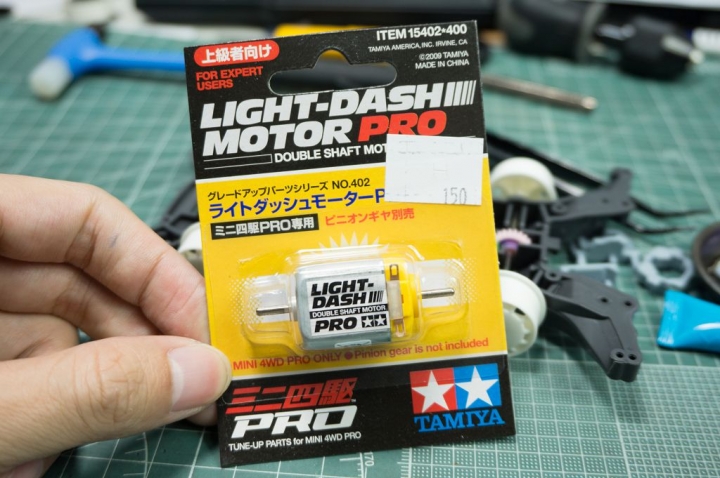 上級者向け
FOR EXPERT
USERS
ITEM 15402★400
TAMIYA AMERICA, INC. IRVINE, CA
©2009 TAMIYA
MADE IN CHINA
LIGHT-DASH
MOTOR PRO
DOUBLE SHAFT
150
グレードアップパーツシリーズ NO.402
ライトダッシュモーターP
ミニ四駆PRO専用
ピニオンギヤ別売
LIGHT-
DASH
DOUBLE SHAFT MOTOR
PRO
MINI 4WD PRO ONLY ● Pinion gear is not included
ミニ四駆
PRO
TUNE-UP PARTS for MINI 4WD PRO
TAMIYA
170